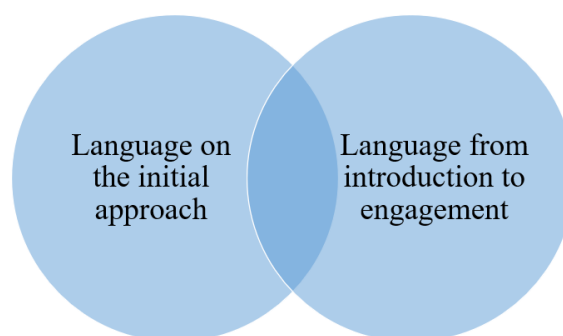 Language on
the initial
approach
Language from
introduction to
engagement